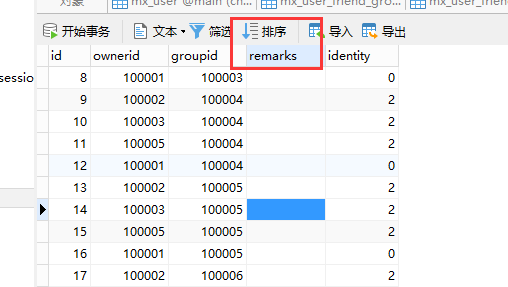 对象 mx_user @main (ch... mx_user_friend_gro... mx_user_frie
开始事务 文本 筛选 排序 导入 导出
id ownerid groupid remarks identity
sessio
8 100001 100003 0
9 100002 100004 2
10 100003 100004 2
11 100005 100004 2
12 100001 100004 0
13 100002 100005 2
14 100003 100005 2
15 100005 100005 2
16 100001 100005 0
17 100002 100006 2